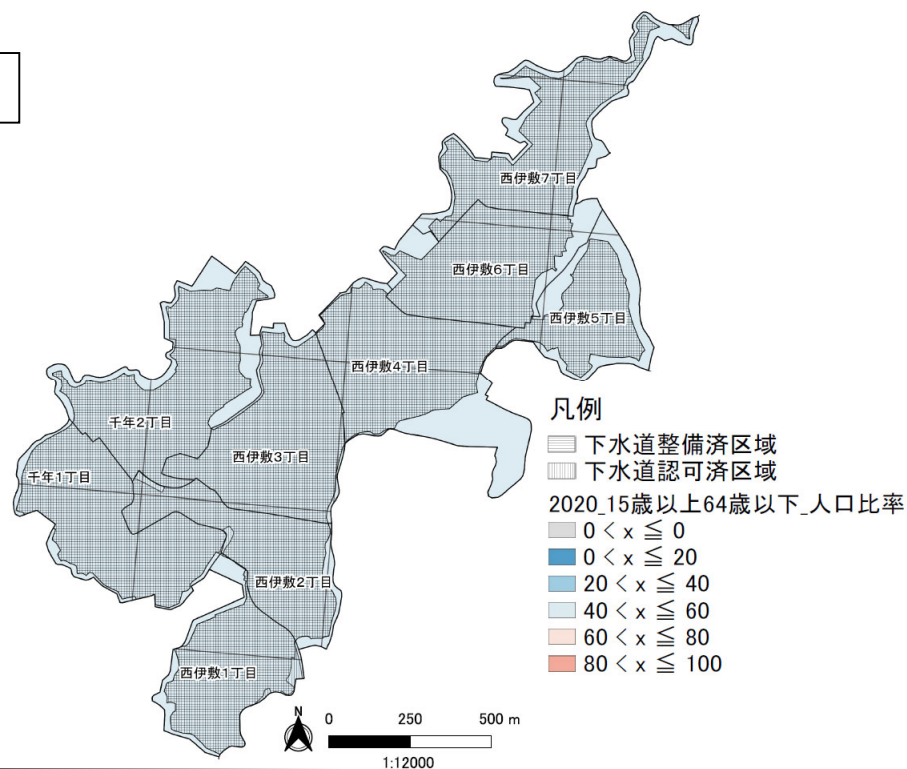 西伊敷7丁目
西伊敷6丁目
西伊敷5丁目
西伊敷4丁目
千年2丁目
西伊敷3丁目
千年1丁目
西伊敷2丁目
西伊敷1丁目
凡例
下水道整備済区域
下水道認可済区域
2020_15歳以上64歳以下_人口比率
0 < x ≦ 0
0 < x ≦ 20
20 < x ≦ 40
40 < x ≦ 60
60 < x ≦ 80
80 < x ≦ 100
N
0 250 500 m
1:12000